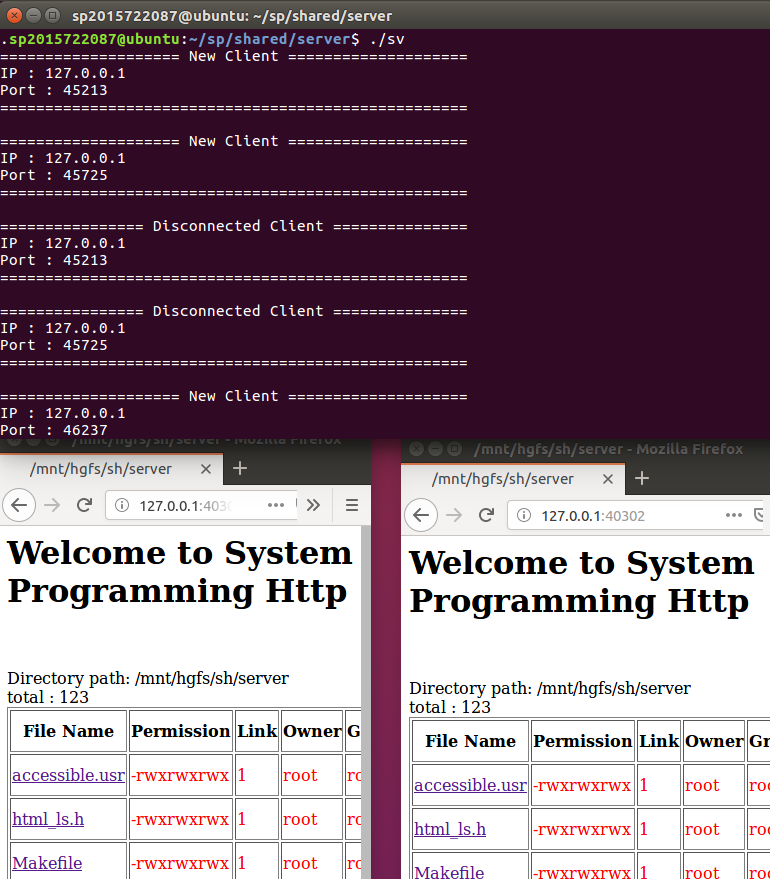 sp2015722087@ubuntu: ~/sp/shared/server
.sp2015722087@ubuntu:~/sp/shared/server$ ./sv
==================== New Client ====================
IP : 127.0.0.1
Port : 45213
====================================================
==================== New Client ====================
IP : 127.0.0.1
Port : 45725
====================================================
================ Disconnected Client ===============
IP : 127.0.0.1
Port : 45213
====================================================
================ Disconnected Client ===============
IP : 127.0.0.1
Port : 45725
====================================================
==================== New Client ====================
IP : 127.0.0.1
Port : 46237
/mnt/hgfs/sh/server - Mozilla Firefox
/mnt/hgfs/sh/server
127.0.0.1:403
Welcome to System
Programming Http
Directory path: /mnt/hgfs/sh/server
total : 123
File Name Permission Link Owner G
accessible.usr -rwxrwxrwx 1 root
html_ls.h -rwxrwxrwx 1 root
Makefile -rwxrwxrwx 1 root
/mnt/hgfs/sh/server - Mozilla Firefox
/mnt/hgfs/sh/server
127.0.0.1:40302
Welcome to System
Programming Http
Directory path: /mnt/hgfs/sh/server
total : 123
File Name Permission Link Owner Gr
accessible.usr -rwxrwxrwx 1 root
html_ls.h -rwxrwxrwx 1 root
Makefile -rwxrwxrwx 1 root